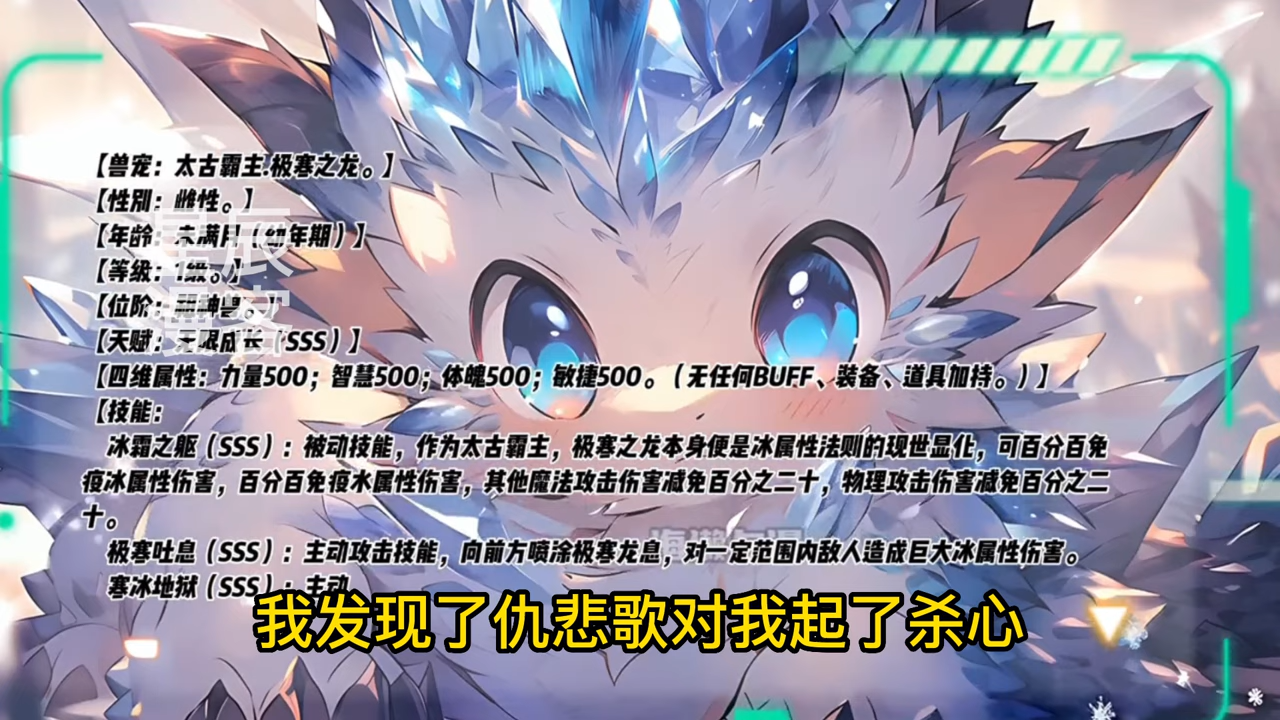 【兽宠：太古霸主.极寒之龙。】
【性别：雌性。】
【年龄：未满月（幼年期）】
【等级：1级。】
【位阶：神兽。】
【天赋：无限成长（SSS）】
【四维属性：力量500；智慧500；体魄500；敏捷500。（无任何BUFF、装备、道具加持。）】
【技能：
冰霜之躯（SSS）：被动技能，作为太古霸主，极寒之龙本身便是冰属性法则的现世显化，可百分百免
疫冰属性伤害，百分百免疫水属性伤害，其他魔法攻击伤害减免百分之二十，物理攻击伤害减免百分之二
十。
极寒吐息（SSS）：主动攻击技能，向前方喷涂极寒龙息，对一定范围内敌人造成巨大冰属性伤害。
寒冰地狱（SSS）：主动
我发现了仇悲歌对我起了杀心
星辰
漫客